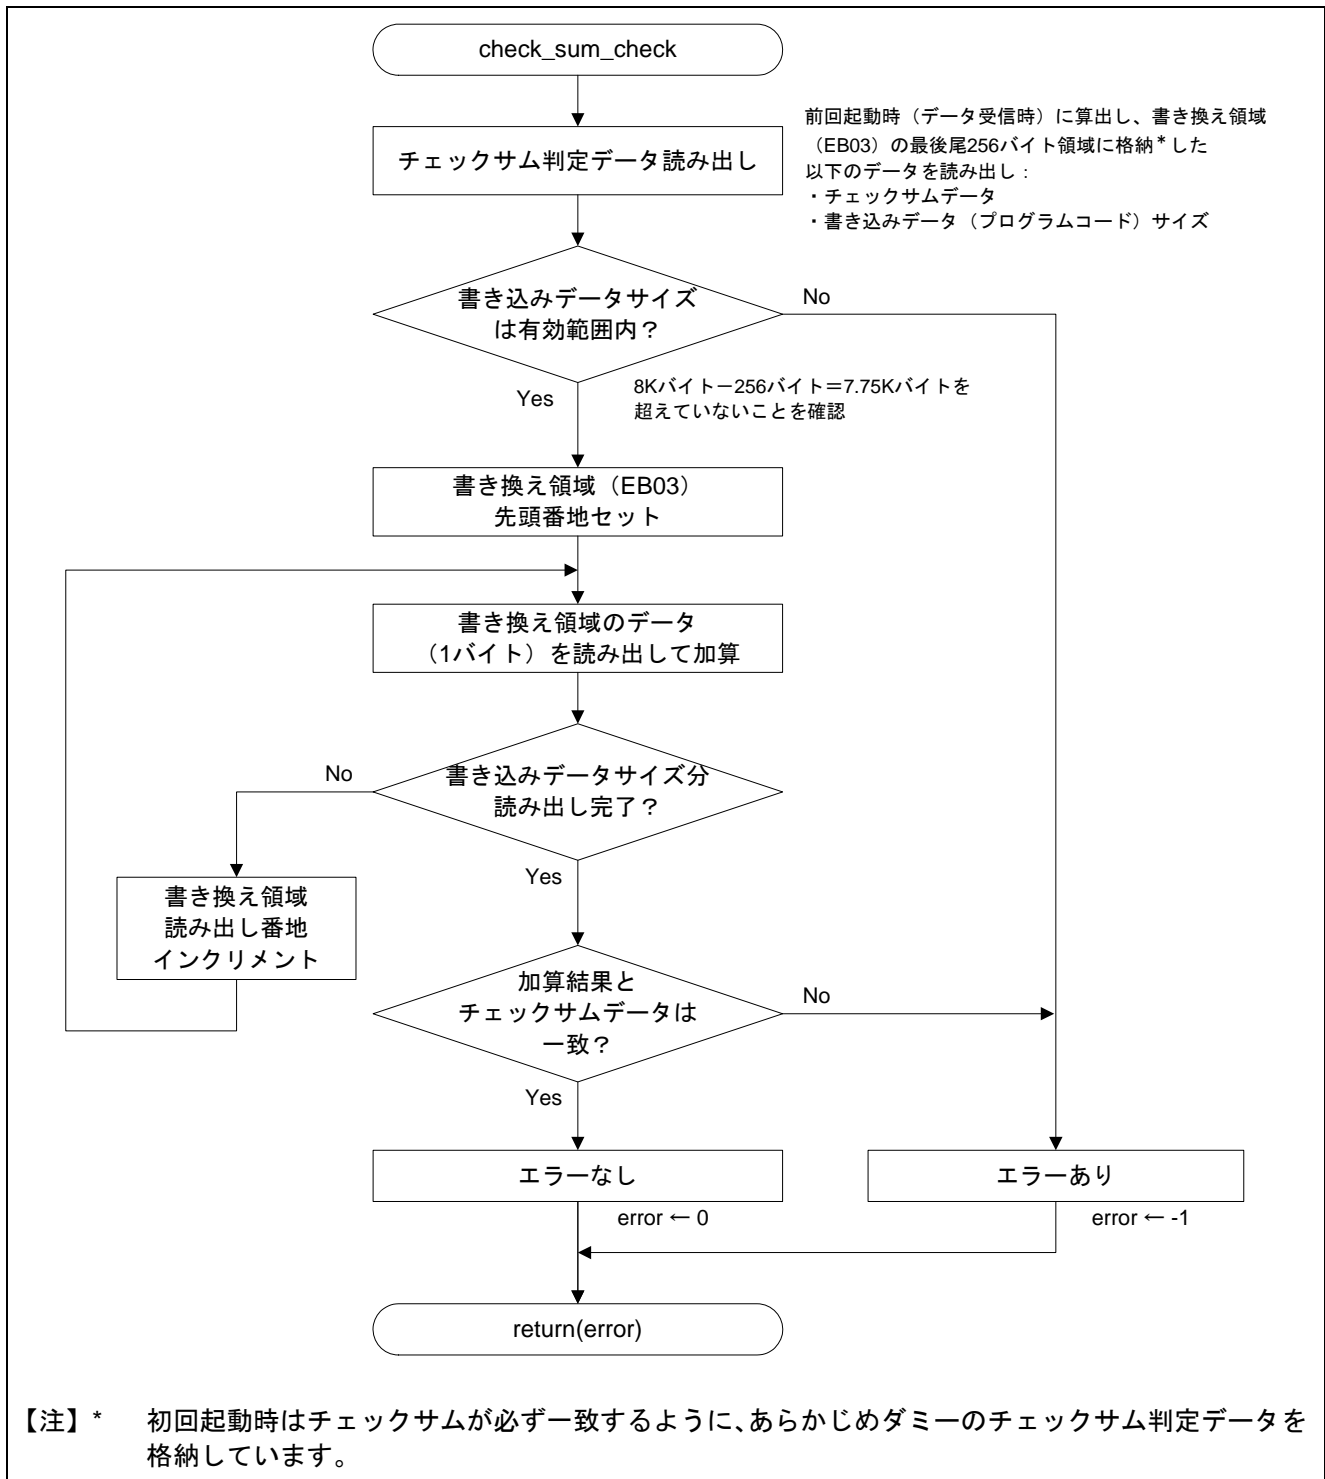 check_sum_check
チェックサム判定データ読み出し
前回起動時（データ受信時）に算出し、書き換え領域
（EB03）の最後尾256バイト領域に格納*した
以下のデータを読み出し：
・チェックサムデータ
・書き込みデータ（プログラムコード）サイズ
書き込みデータサイズ
は有効範囲内？
No
Yes
8Kバイト－256バイト＝7.75Kバイトを
超えていないことを確認
書き換え領域（EB03）
先頭番地セット
書き換え領域のデータ
（1バイト）を読み出して加算
書き込みデータサイズ分
読み出し完了？
No
Yes
書き換え領域
読み出し番地
インクリメント
加算結果と
チェックサムデータは
一致？
No
Yes
エラーなし
エラーあり
error ← 0
error ← -1
return(error)
【注】* 初回起動時はチェックサムが必ず一致するように、あらかじめダミーのチェックサム判定データを
格納しています。